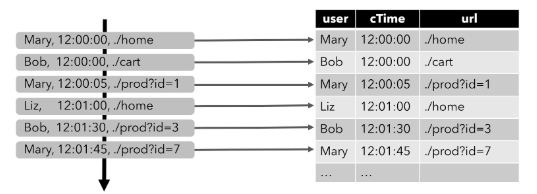 user cTime url
Mary, 12:00:00, ./home
Mary 12:00:00 ./home
Bob, 12:00:00, ./cart
Bob 12:00:00 ./cart
Mary, 12:00:05, ./prod?id=1
Mary 12:00:05 ./prod?id=1
Liz, 12:01:00, ./home
Liz 12:01:00 ./home
Bob, 12:01:30, ./prod?id=3
Bob 12:01:30 ./prod?id=3
Mary, 12:01:45, ./prod?id=7
Mary 12:01:45 ./prod?id=7
... ...